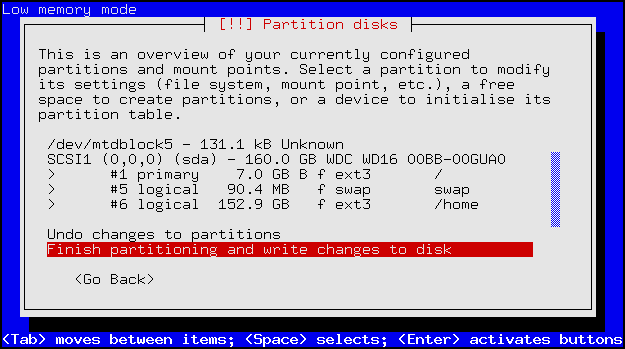 Low memory mode
[!!] Partition disks
This is an overview of your currently configured
partitions and mount points. Select a partition to modify
its settings (file system, mount point, etc.), a free
space to create partitions, or a device to initialise its
partition table.
/dev/mtdblock5 - 131.1 kB Unknown
SCSI1 (0,0,0) (sda) - 160.0 GB WDC WD16 00BB-00GUA0
> #1 primary 7.0 GB B f ext3 /
> #5 logical 90.4 MB f swap swap
> #6 logical 152.9 GB f ext3 /home
Undo changes to partitions
Finish partitioning and write changes to disk
<Go Back>
<Tab> moves between items; <Space> selects; <Enter> activates buttons